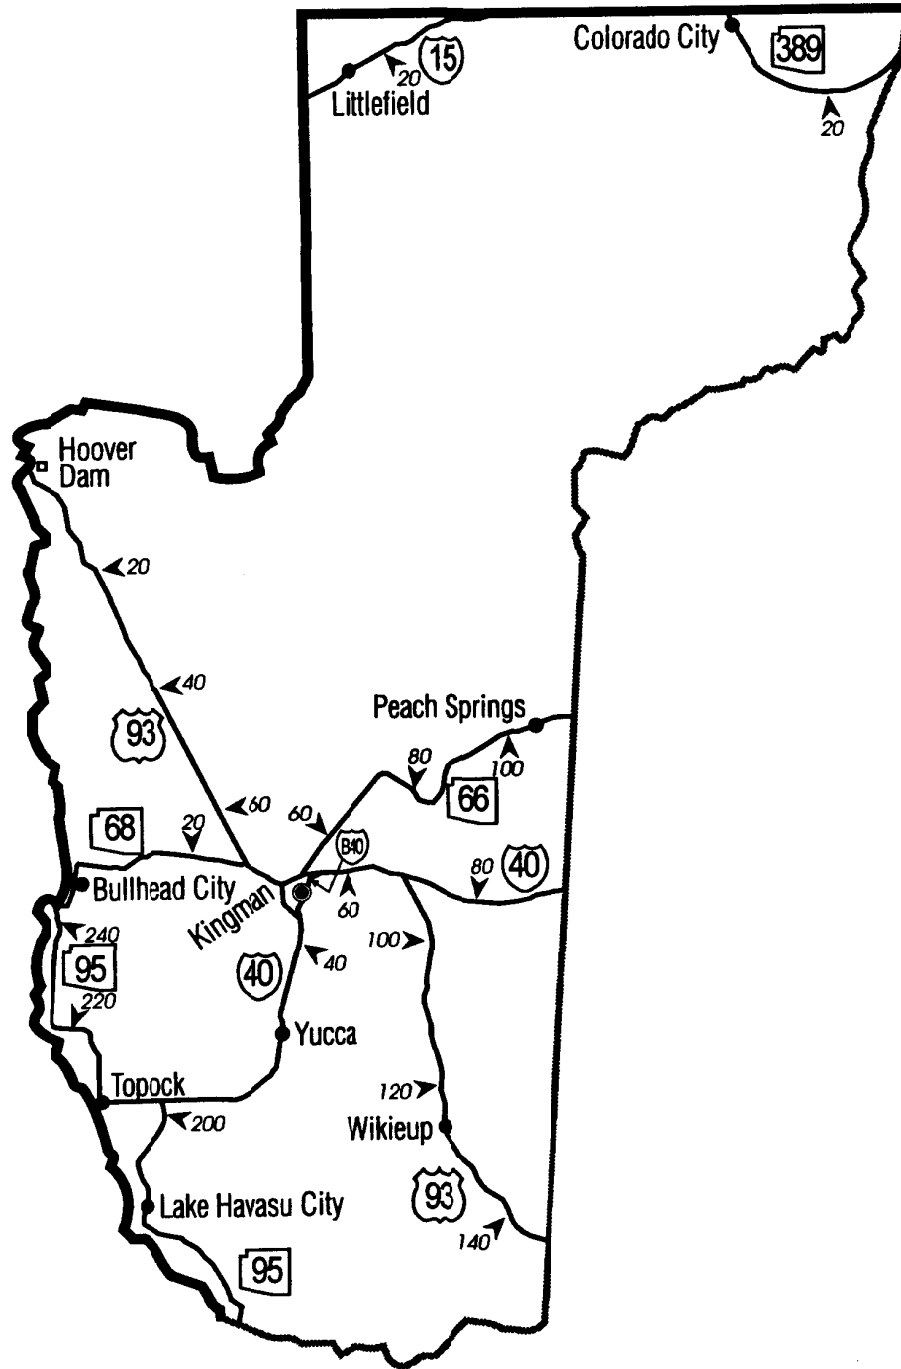 Colorado City
389
15
20
Littlefield
20
Hoover
Dam
20
40
Peach Springs
93
80
100
60
66
60
20
68
B40
40
80
Bullhead City
Kingman
60
240
100
40
95
40
220
Yucca
Topock
120
200
Wikieup
93
Lake Havasu City
140
95